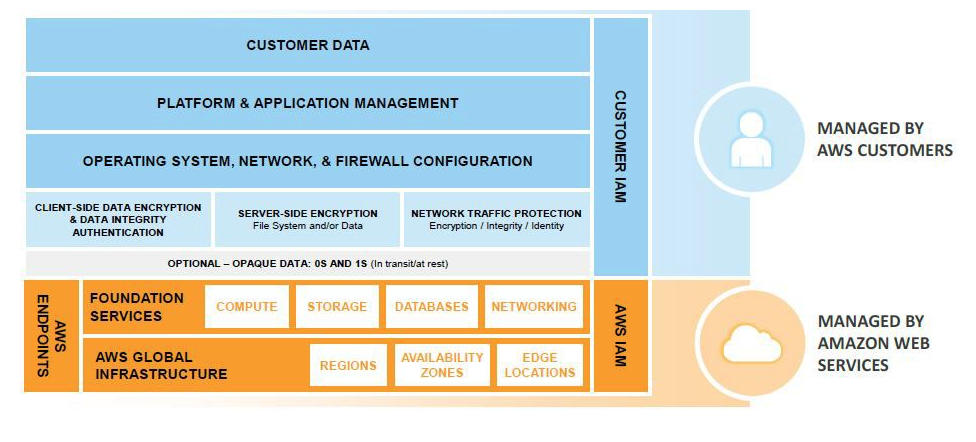 CUSTOMER DATA
PLATFORM & APPLICATION MANAGEMENT
OPERATING SYSTEM, NETWORK, & FIREWALL CONFIGURATION
CLIENT-SIDE DATA ENCRYPTION
& DATA INTEGRITY
AUTHENTICATION
SERVER-SIDE ENCRYPTION
File System and/or Data
NETWORK TRAFFIC PROTECTION
Encryption / Integrity / Identity
OPTIONAL – OPAQUE DATA: 0S AND 1S (In transit/at rest)
CUSTOMER IAM
MANAGED BY
AWS CUSTOMERS
AWS
ENDPOINTS
FOUNDATION
SERVICES
COMPUTE
STORAGE
DATABASES
NETWORKING
AWS GLOBAL
INFRASTRUCTURE
REGIONS
AVAILABILITY
ZONES
EDGE
LOCATIONS
AWS IAM
MANAGED BY
AMAZON WEB
SERVICES